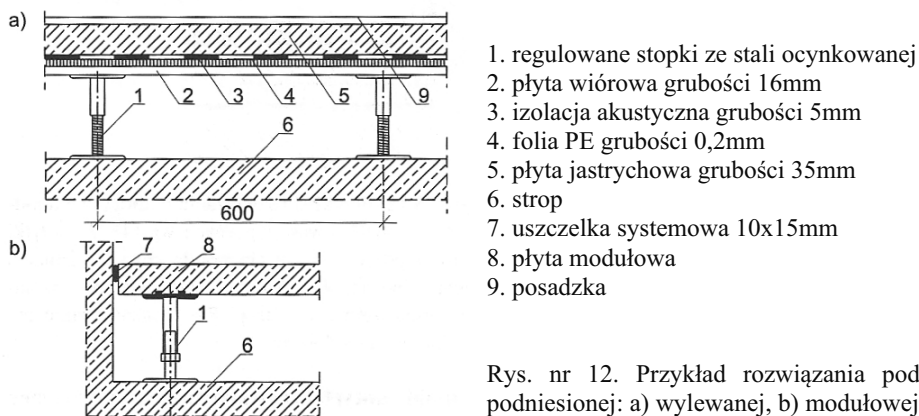 a)
1 2 3 4 5 9
6
600
b)
7 8
1
6
1. regulowane stopki ze stali ocynkowanej
2. płyta wiórowa grubości 16mm
3. izolacja akustyczna grubości 5mm
4. folia PE grubości 0,2mm
5. płyta jastrychowa grubości 35mm
6. strop
7. uszczelka systemowa 10x15mm
8. płyta modułowa
9. posadzka
Rys. nr 12. Przykład rozwiązania pod
podniesionej: a) wylewanej, b) modułowej